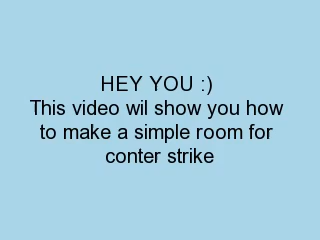 HEY YOU :)
This video wil show you how
to make a simple room for
conter strike